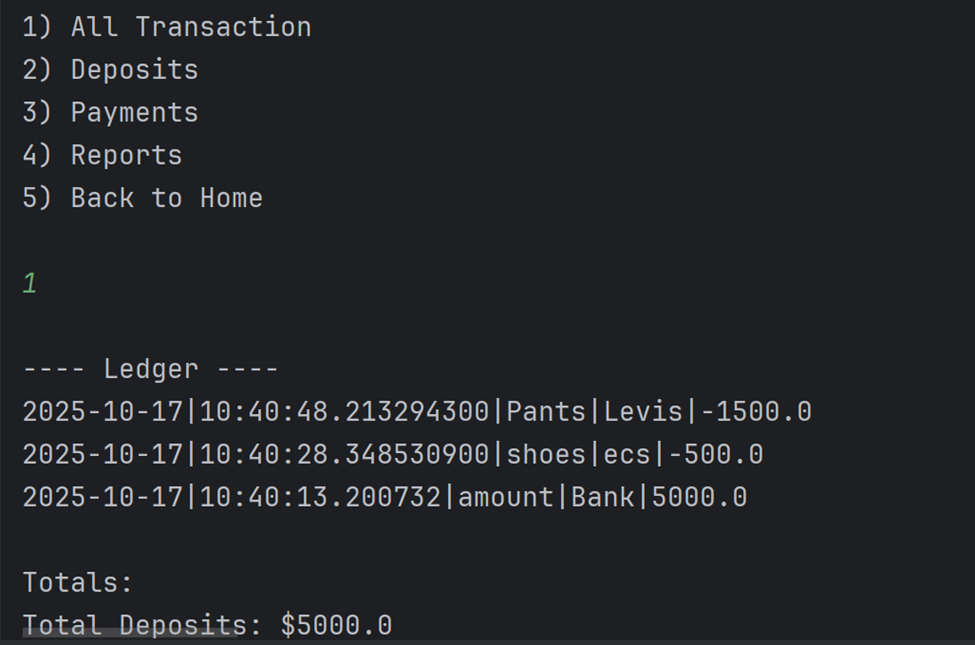 1) All Transaction
2) Deposits
3) Payments
4) Reports
5) Back to Home
1
---- Ledger ----
2025-10-17|10:40:48.213294300|Pants|Levis|-1500.0
2025-10-17|10:40:28.348530900|shoes|ecs|-500.0
2025-10-17|10:40:13.200732|amount|Bank|5000.0
Totals:
Total Deposits: $5000.0